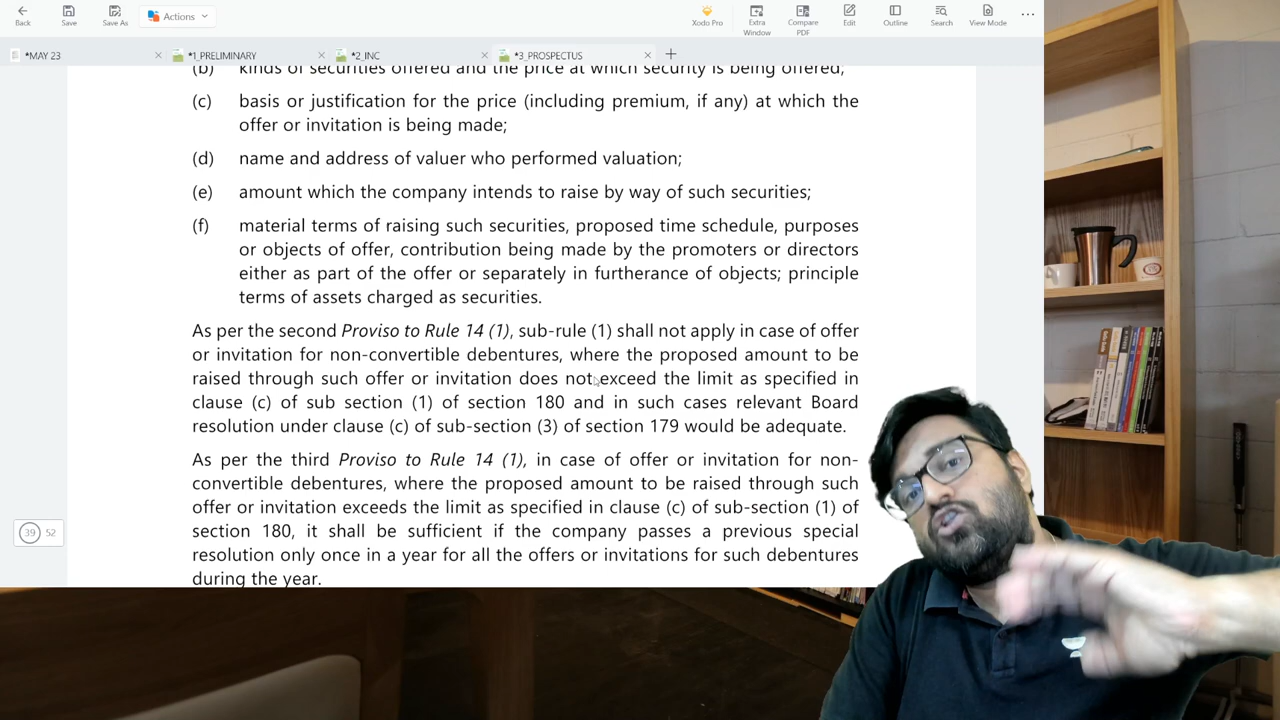 Back
Save
Save As
Actions
Xodo Pro
Extra Window
Compare PDF
Edit
Outline
Search
View Mode
*MAY 23
*1_PRELIMINARY
*2_INC
*3_PROSPECTUS
(b) kinds of securities offered and the price at which security is being offered;
(c) basis or justification for the price (including premium, if any) at which the
offer or invitation is being made;
(d) name and address of valuer who performed valuation;
(e) amount which the company intends to raise by way of such securities;
(f) material terms of raising such securities, proposed time schedule, purposes
or objects of offer, contribution being made by the promoters or directors
either as part of the offer or separately in furtherance of objects; principle
terms of assets charged as securities.
As per the second Proviso to Rule 14 (1), sub-rule (1) shall not apply in case of offer
or invitation for non-convertible debentures, where the proposed amount to be
raised through such offer or invitation does not exceed the limit as specified in
clause (c) of sub section (1) of section 180 and in such cases relevant Board
resolution under clause (c) of sub-section (3) of section 179 would be adequate.
As per the third Proviso to Rule 14 (1), in case of offer or invitation for non-
convertible debentures, where the proposed amount to be raised through such
offer or invitation exceeds the limit as specified in clause (c) of sub-section (1) of
section 180, it shall be sufficient if the company passes a previous special
resolution only once in a year for all the offers or invitations for such debentures
during the year.
39 52